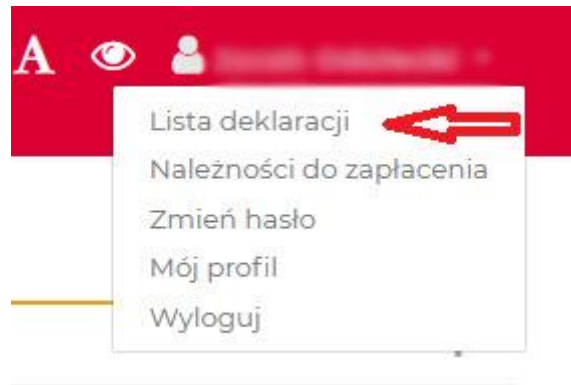 A
Lista deklaracji
Należności do zapłacenia
Zmień hasło
Mój profil
Wyloguj